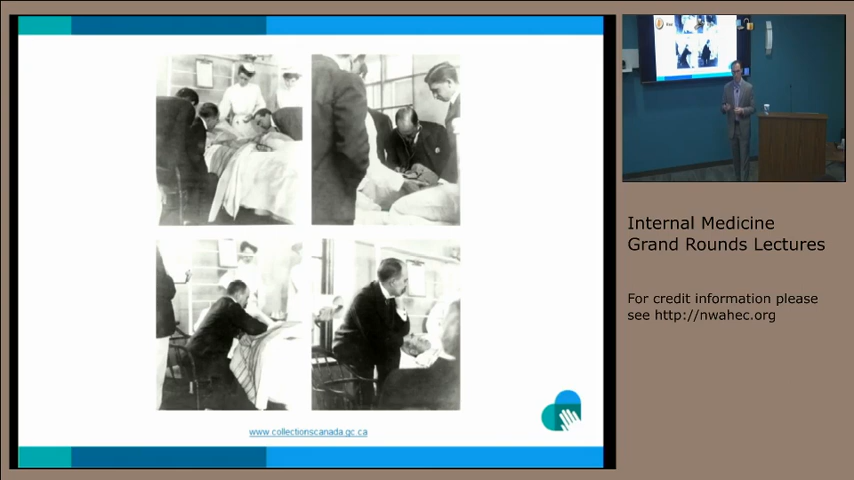 www.collectionscanada.gc.ca
Internal Medicine
Grand Rounds Lectures
For credit information please
see http://nwahec.org